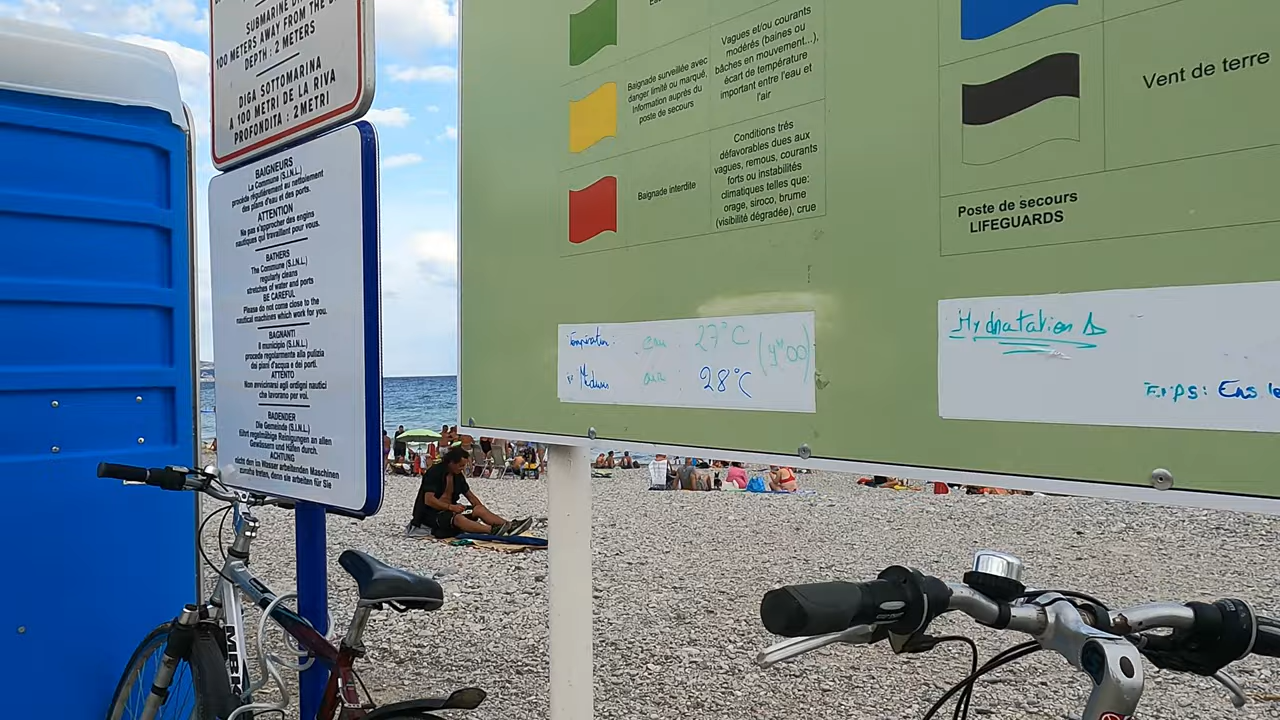 SUBMARINE
100 METERS AWAY FROM THE
DEPTH : 2 METERS
DIGA SOTTOMARINA
A 100 METRI DE LA RIVA
PROFONDITA : 2METRI
BAIGNEURS
La Commune (S.I.N.L.)
procède régulièrement au nettoiement
des plans d'eau et des ports.
ATTENTION
Ne pas s'approcher des engins
nautiques qui travaillent pour vous.
BATHERS
The Commune (S.I.N.L.)
regularly cleans
stretches of water and ports
BE CAREFUL
Please do not come close to the
nautical machines which work for you.
BAGNANTI
Il municipio (S.I.N.L.)
procede regolarmente alla pulizia
dei piani d'acqua e dei porti.
ATTENTO
Non avvicinarsi agli ordigni nautici
che lavorano per voi.
BADENDER
Die Gemeinde (S.I.N.L.)
führt regelmäßige Reinigungen an allen
Gewässern und Häfen durch.
ACHTUNG
nicht den im Wasser arbeitenden Maschinen
zu nahe treten, denn sie arbeiten für Sie
Vagues et/ou courants
modérés (baines ou
bâches en mouvement...),
écart de température
important entre l'eau et
l'air
Baignade surveillée avec
danger limité ou marqué.
Information auprès du
poste de secours
Baignade interdite
Conditions très
défavorables dues aux
vagues, remous, courants
forts ou instabilités
climatiques telles que:
orage, siroco, brume
(visibilité dégradée), crue
Vent de terre
Poste de secours
LIFEGUARDS
eau 27°C (9H00)
air 28°C
Hydratation
MBK